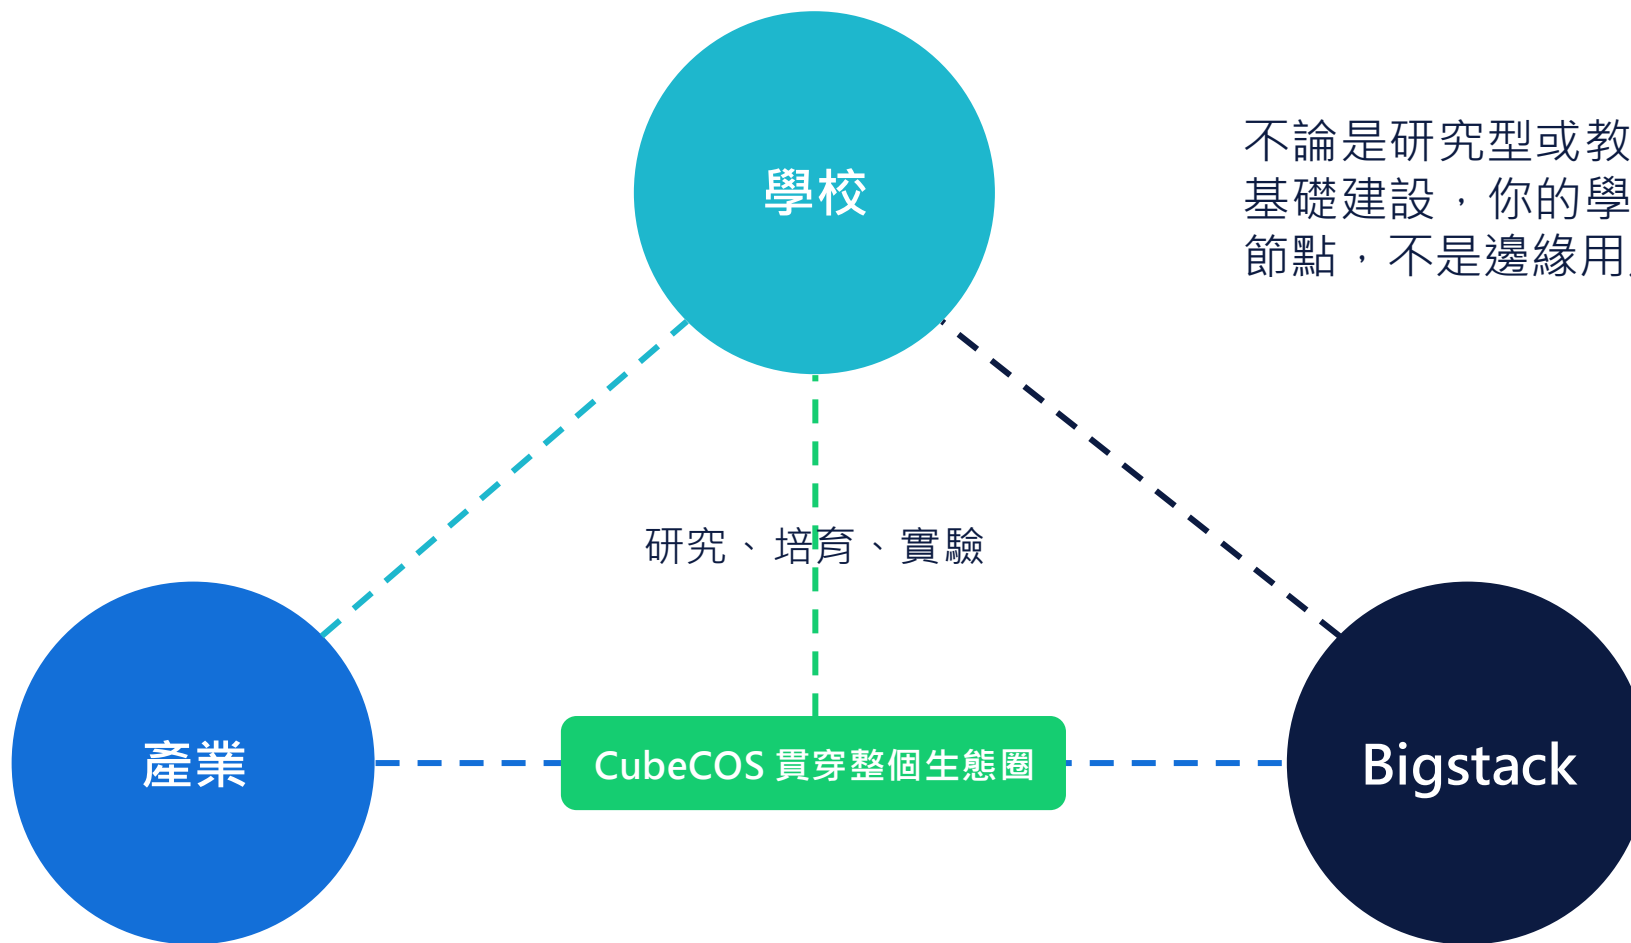 學校
不論是研究型或教
基礎建設，你的學
節點，不是邊緣用
研究、培育、實驗
產業
CubeCOS 貫穿整個生態圈
Bigstack